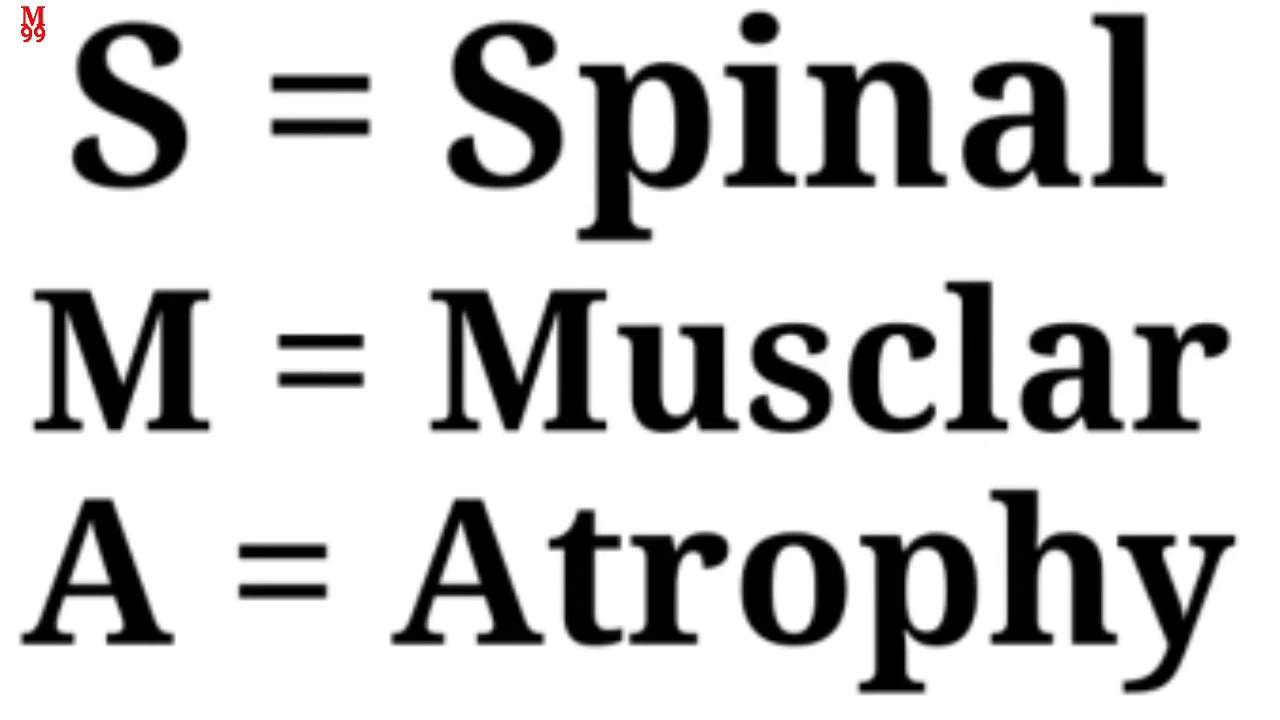 M
99
S = Spinal
M = Musclar
A = Atrophy